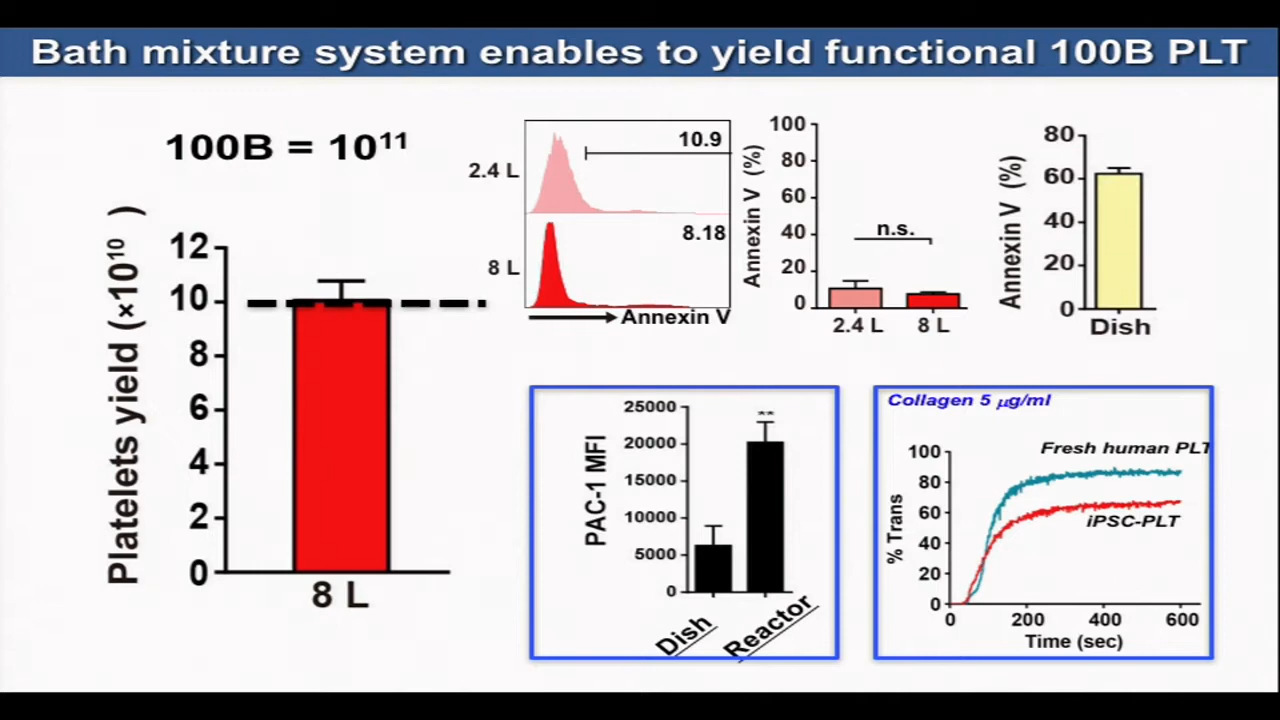 Bath mixture system enables to yield functional 100B PLT
100B = 10¹¹
Platelets yield (×10¹⁰ )
12
10
8
6
4
2
0
8 L
2.4 L
10.9
8 L
8.18
Annexin V
Annexin V (%)
100
80
60
40
20
0
n.s.
2.4 L
8 L
Annexin V (%)
80
60
40
20
0
Dish
PAC-1 MFI
25000
20000
15000
10000
5000
0
**
Dish
Reactor
Collagen 5 µg/ml
% Trans
100
80
60
40
20
0
Fresh human PLT
iPSC-PLT
0 200 400 600
Time (sec)